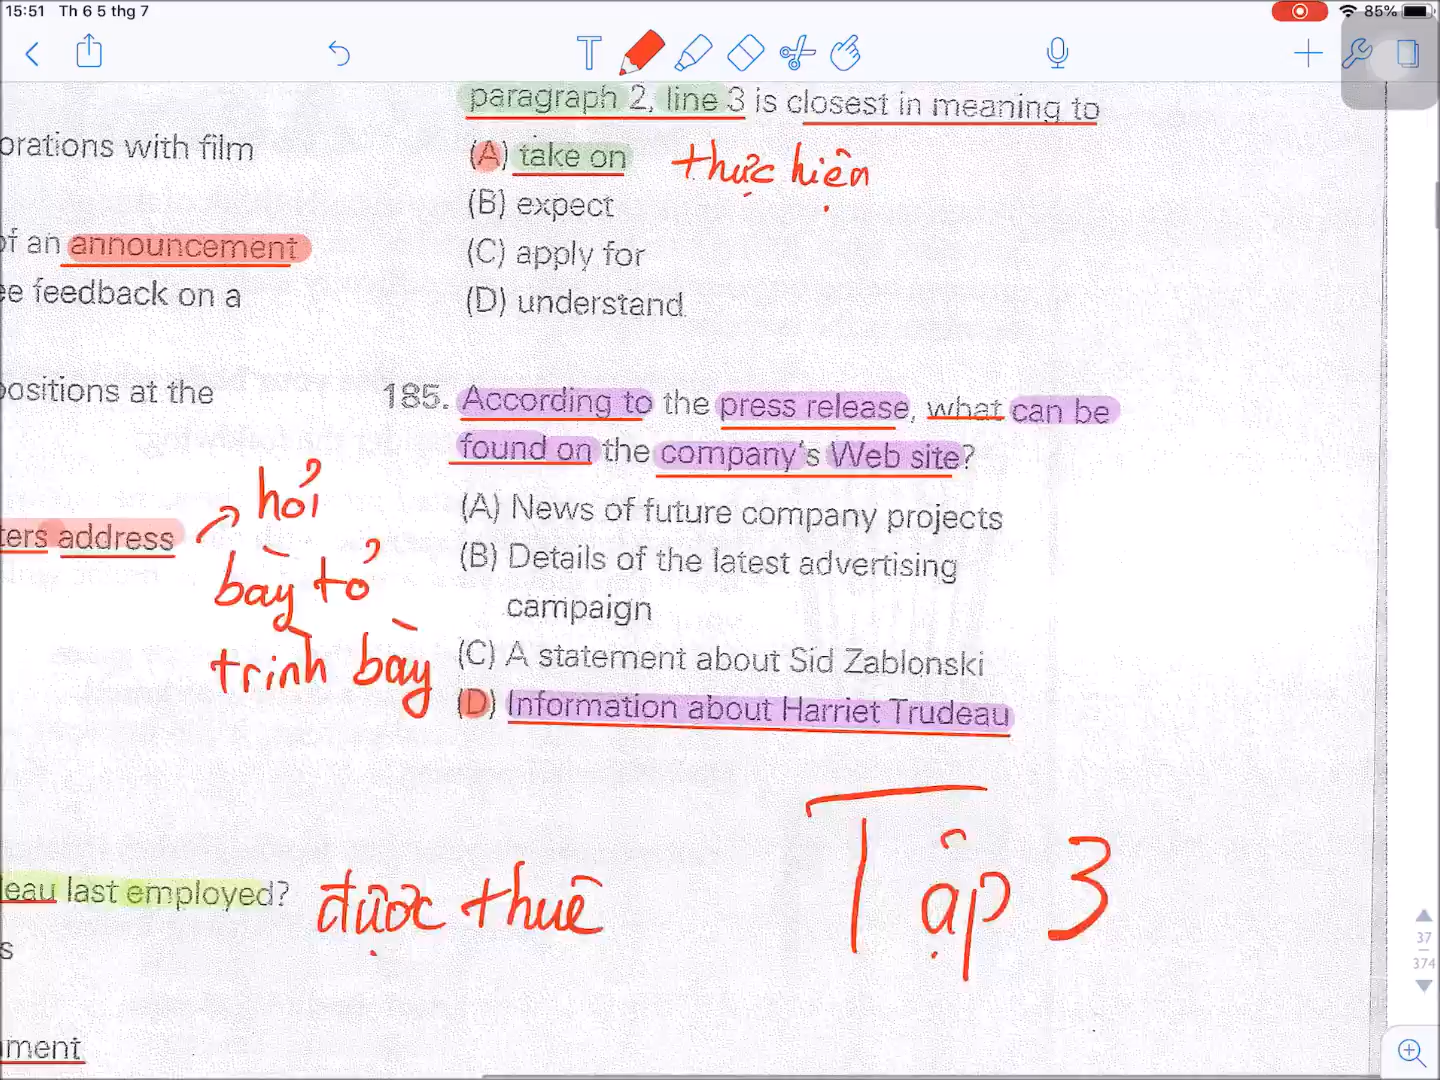 15:51 Th 6 5 thg 7
85%
paragraph 2, line 3 is closest in meaning to
(A) take on thực hiện
(B) expect
(C) apply for
(D) understand
orations with film
of an announcement
ee feedback on a
positions at the
ters address
hỏi
bày tỏ
trình bày
185. According to the press release, what can be
found on the company's Web site?
(A) News of future company projects
(B) Details of the latest advertising
campaign
(C) A statement about Sid Zablonski
(D) Information about Harriet Trudeau
Tập 3
leau last employed? được thuê
s
ment
37
374